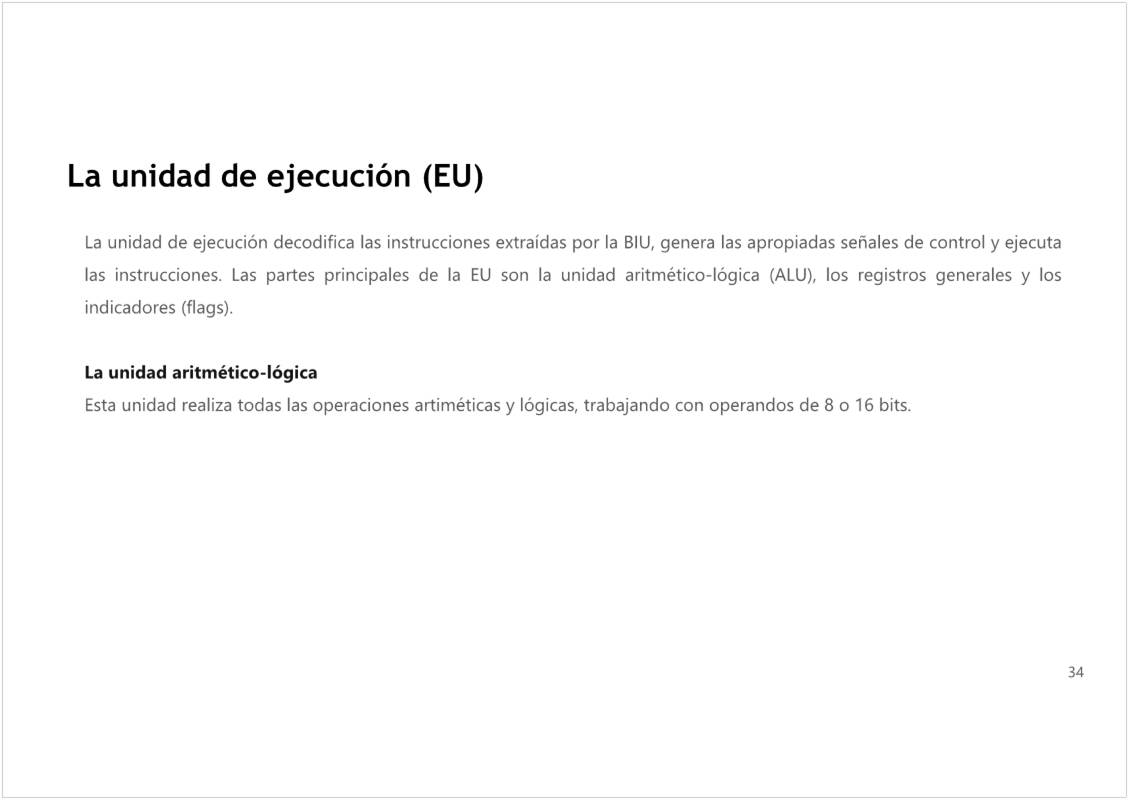 La unidad de ejecución (EU)
La unidad de ejecución decodifica las instrucciones extraídas por la BIU, genera las apropiadas señales de control y ejecuta
las instrucciones. Las partes principales de la EU son la unidad aritmético-lógica (ALU), los registros generales y los
indicadores (flags).
La unidad aritmético-lógica
Esta unidad realiza todas las operaciones artiméticas y lógicas, trabajando con operandos de 8 o 16 bits.
34